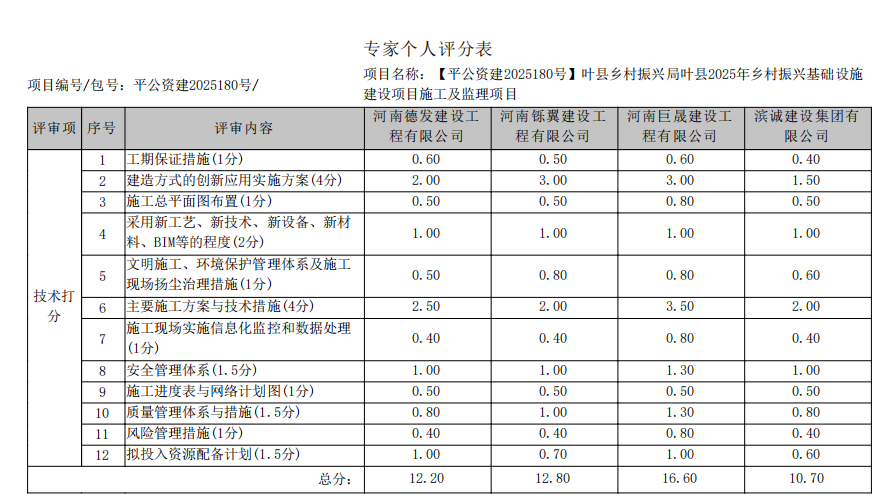 专家个人评分表
项目编号/包号：平公资建2025180号/
项目名称：【平公资建2025180号】叶县乡村振兴局叶县2025年乡村振兴基础设施
建设项目施工及监理项目
评审项 序号 评审内容 河南德发建设工程有限公司 河南铄翼建设工程有限公司 河南巨晟建设工程有限公司 滨诚建设集团有限公司
技术打分
1 工期保证措施(1分) 0.60 0.50 0.60 0.40
2 建造方式的创新应用实施方案(4分) 2.00 3.00 3.00 1.50
3 施工总平面图布置(1分) 0.50 0.50 0.80 0.50
4 采用新工艺、新技术、新设备、新材料、BIM等的程度(2分) 1.00 1.00 1.00 1.00
5 文明施工、环境保护管理体系及施工现场扬尘治理措施(1分) 0.50 0.80 0.80 0.60
6 主要施工方案与技术措施(4分) 2.50 2.00 3.50 2.00
7 施工现场实施信息化监控和数据处理(1分) 0.40 0.40 0.80 0.40
8 安全管理体系(1.5分) 1.00 1.00 1.30 1.00
9 施工进度表与网络计划图(1分) 0.50 0.50 0.50 0.50
10 质量管理体系与措施(1.5分) 0.80 1.00 1.30 0.80
11 风险管理措施(1分) 0.40 0.40 0.80 0.40
12 拟投入资源配备计划(1.5分) 1.00 0.70 1.00 0.60
总分： 12.20 12.80 16.60 10.70